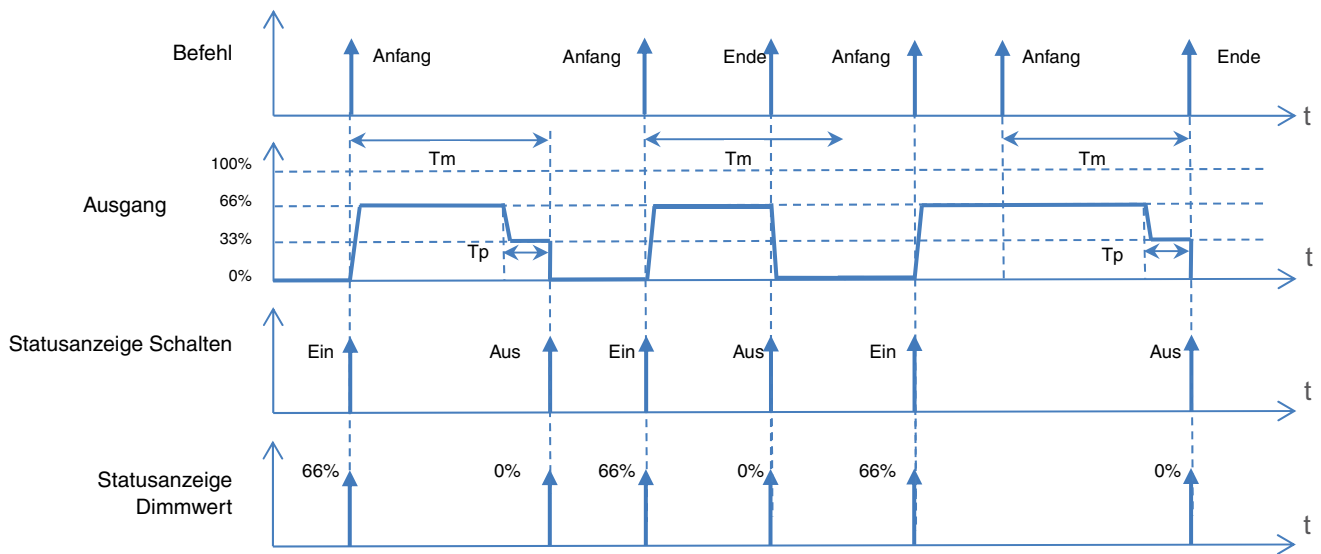 Befehl
Anfang
Anfang
Ende
Anfang
Anfang
Ende
t
Tm
Tm
Tm
Ausgang
100%
66%
33%
0%
Tp
Tp
t
Statusanzeige Schalten
Ein
Aus
Ein
Aus
Ein
Aus
t
Statusanzeige
Dimmwert
66%
0%
66%
0%
66%
0%
t